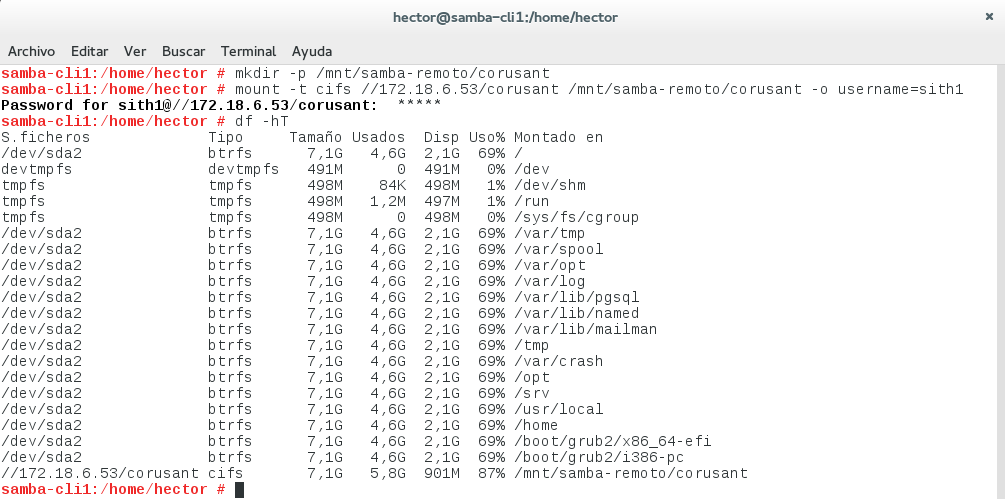 hector@samba-cli1:/home/hector
Archivo Editar Ver Buscar Terminal Ayuda
samba-cli1:/home/hector # mkdir -p /mnt/samba-remoto/corusant
samba-cli1:/home/hector # mount -t cifs //172.18.6.53/corusant /mnt/samba-remoto/corusant -o username=sith1
Password for sith1@//172.18.6.53/corusant:  *****
samba-cli1:/home/hector # df -hT
S.ficheros             Tipo     Tamaño Usados  Disp Uso% Montado en
/dev/sda2              btrfs      7,1G   4,6G  2,1G  69% /
devtmpfs               devtmpfs   491M      0  491M   0% /dev
tmpfs                  tmpfs      498M    84K  498M   1% /dev/shm
tmpfs                  tmpfs      498M   1,2M  497M   1% /run
tmpfs                  tmpfs      498M      0  498M   0% /sys/fs/cgroup
/dev/sda2              btrfs      7,1G   4,6G  2,1G  69% /var/tmp
/dev/sda2              btrfs      7,1G   4,6G  2,1G  69% /var/spool
/dev/sda2              btrfs      7,1G   4,6G  2,1G  69% /var/opt
/dev/sda2              btrfs      7,1G   4,6G  2,1G  69% /var/log
/dev/sda2              btrfs      7,1G   4,6G  2,1G  69% /var/lib/pgsql
/dev/sda2              btrfs      7,1G   4,6G  2,1G  69% /var/lib/named
/dev/sda2              btrfs      7,1G   4,6G  2,1G  69% /var/lib/mailman
/dev/sda2              btrfs      7,1G   4,6G  2,1G  69% /tmp
/dev/sda2              btrfs      7,1G   4,6G  2,1G  69% /var/crash
/dev/sda2              btrfs      7,1G   4,6G  2,1G  69% /opt
/dev/sda2              btrfs      7,1G   4,6G  2,1G  69% /srv
/dev/sda2              btrfs      7,1G   4,6G  2,1G  69% /usr/local
/dev/sda2              btrfs      7,1G   4,6G  2,1G  69% /home
/dev/sda2              btrfs      7,1G   4,6G  2,1G  69% /boot/grub2/x86_64-efi
/dev/sda2              btrfs      7,1G   4,6G  2,1G  69% /boot/grub2/i386-pc
//172.18.6.53/corusant cifs       7,1G   5,8G  901M  87% /mnt/samba-remoto/corusant
samba-cli1:/home/hector #